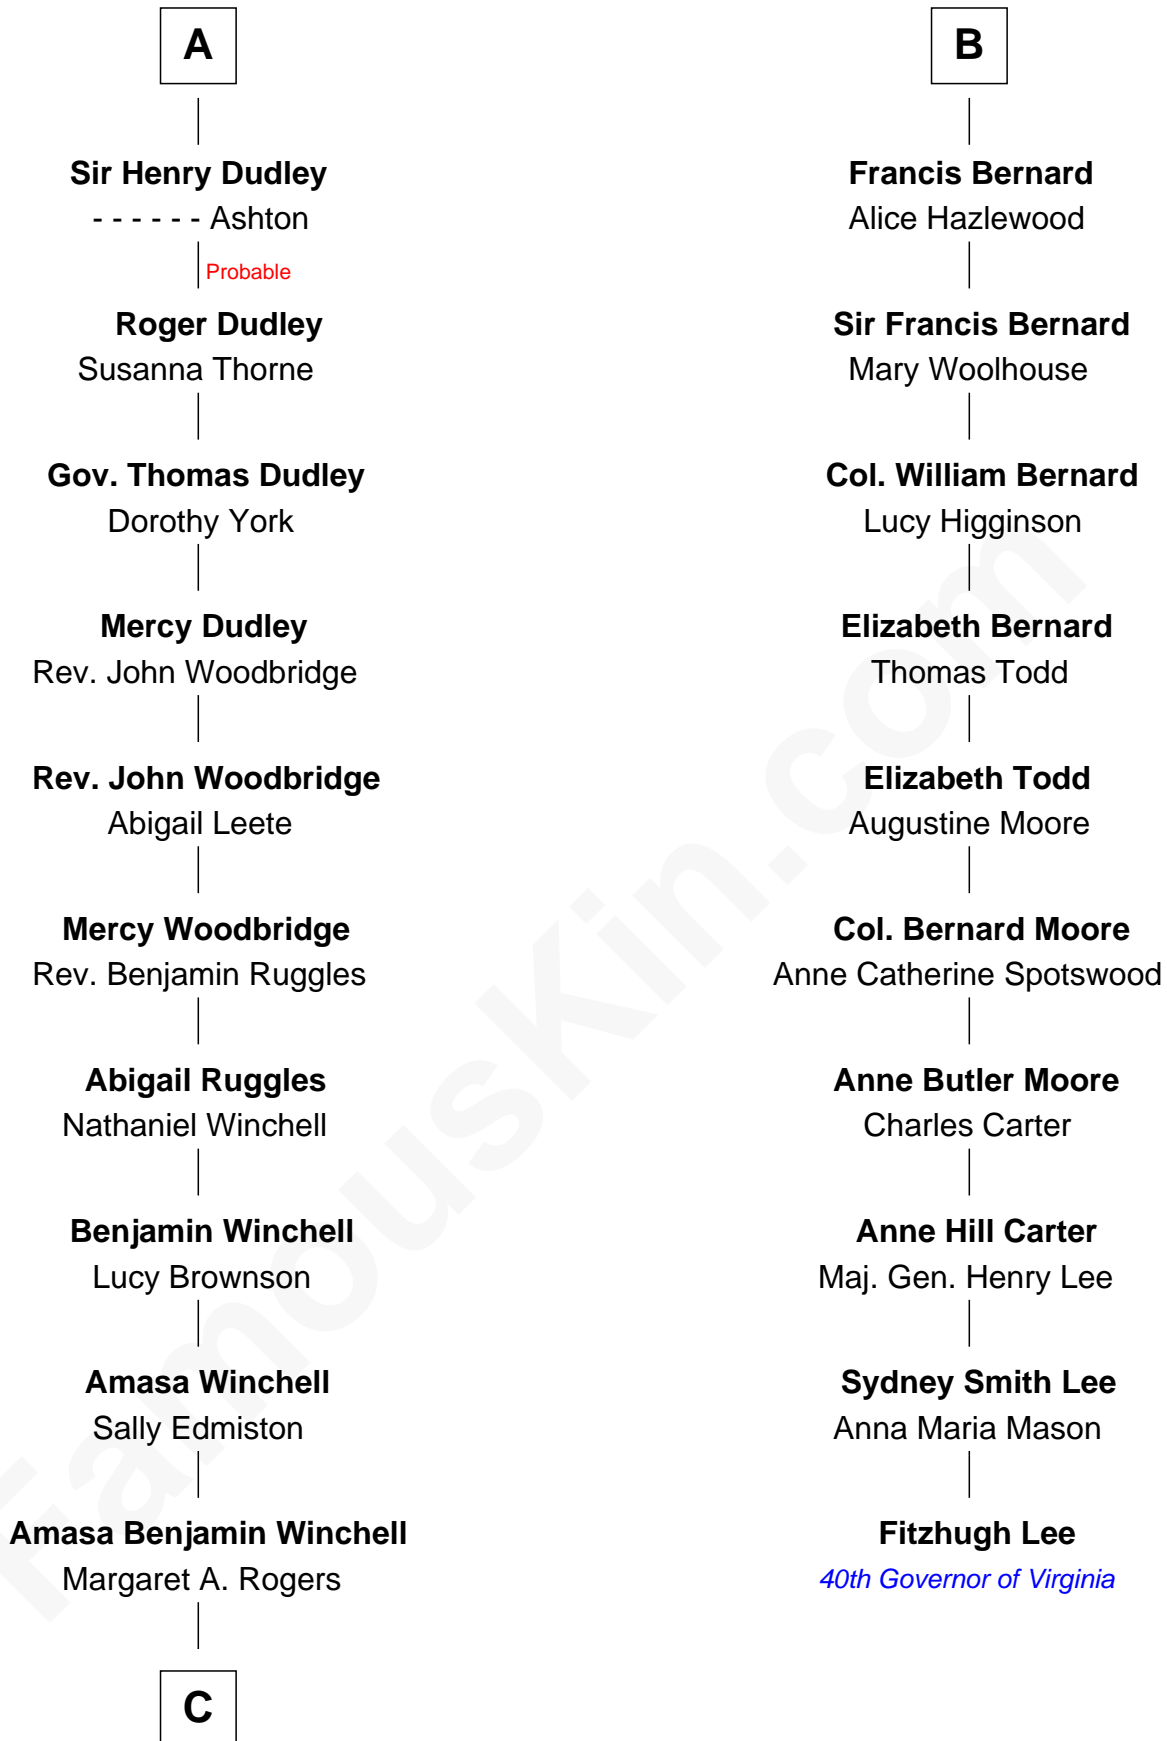 A
Sir Henry Dudley
- - - - - - Ashton
Probable
Roger Dudley
Susanna Thorne
Gov. Thomas Dudley
Dorothy York
Mercy Dudley
Rev. John Woodbridge
Rev. John Woodbridge
Abigail Leete
Mercy Woodbridge
Rev. Benjamin Ruggles
Abigail Ruggles
Nathaniel Winchell
Benjamin Winchell
Lucy Brownson
Amasa Winchell
Sally Edmiston
Amasa Benjamin Winchell
Margaret A. Rogers
C
B
Francis Bernard
Alice Hazlewood
Sir Francis Bernard
Mary Woolhouse
Col. William Bernard
Lucy Higginson
Elizabeth Bernard
Thomas Todd
Elizabeth Todd
Augustine Moore
Col. Bernard Moore
Anne Catherine Spotswood
Anne Butler Moore
Charles Carter
Anne Hill Carter
Maj. Gen. Henry Lee
Sydney Smith Lee
Anna Maria Mason
Fitzhugh Lee
40th Governor of Virginia
FamousKin.com